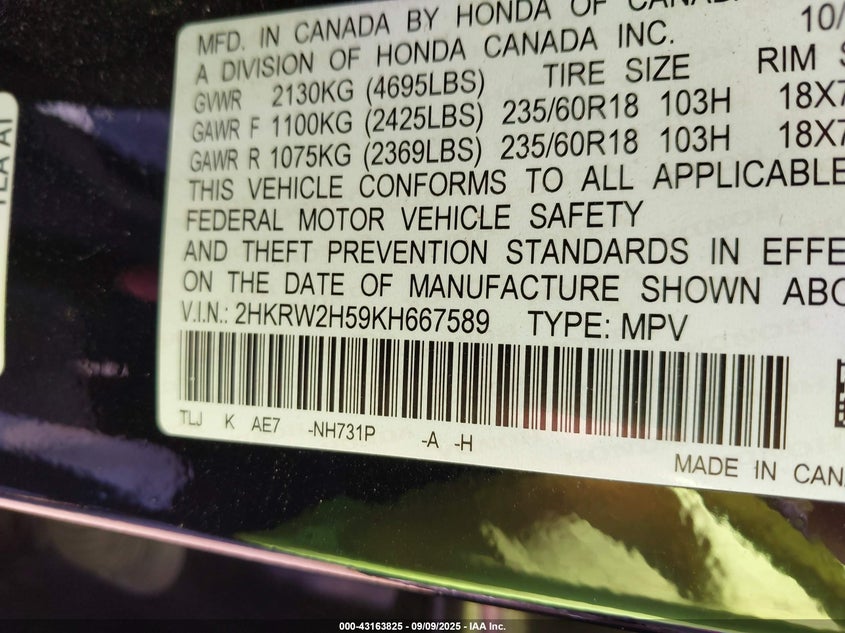 MFD. IN CANADA BY HONDA OF CANADA
A DIVISION OF HONDA CANADA INC. 10/
GVWR 2130KG (4695LBS) TIRE SIZE RIM S
GAWR F 1100KG (2425LBS) 235/60R18 103H 18X7
GAWR R 1075KG (2369LBS) 235/60R18 103H 18X7
THIS VEHICLE CONFORMS TO ALL APPLICABLE
FEDERAL MOTOR VEHICLE SAFETY
AND THEFT PREVENTION STANDARDS IN EFFE
ON THE DATE OF MANUFACTURE SHOWN ABO
V.I.N.: 2HKRW2H59KH667589 TYPE: MPV
TLJ K AE7 -NH731P -A -H
MADE IN CAN
000-43163825 - 09/09/2025 - IAA Inc.